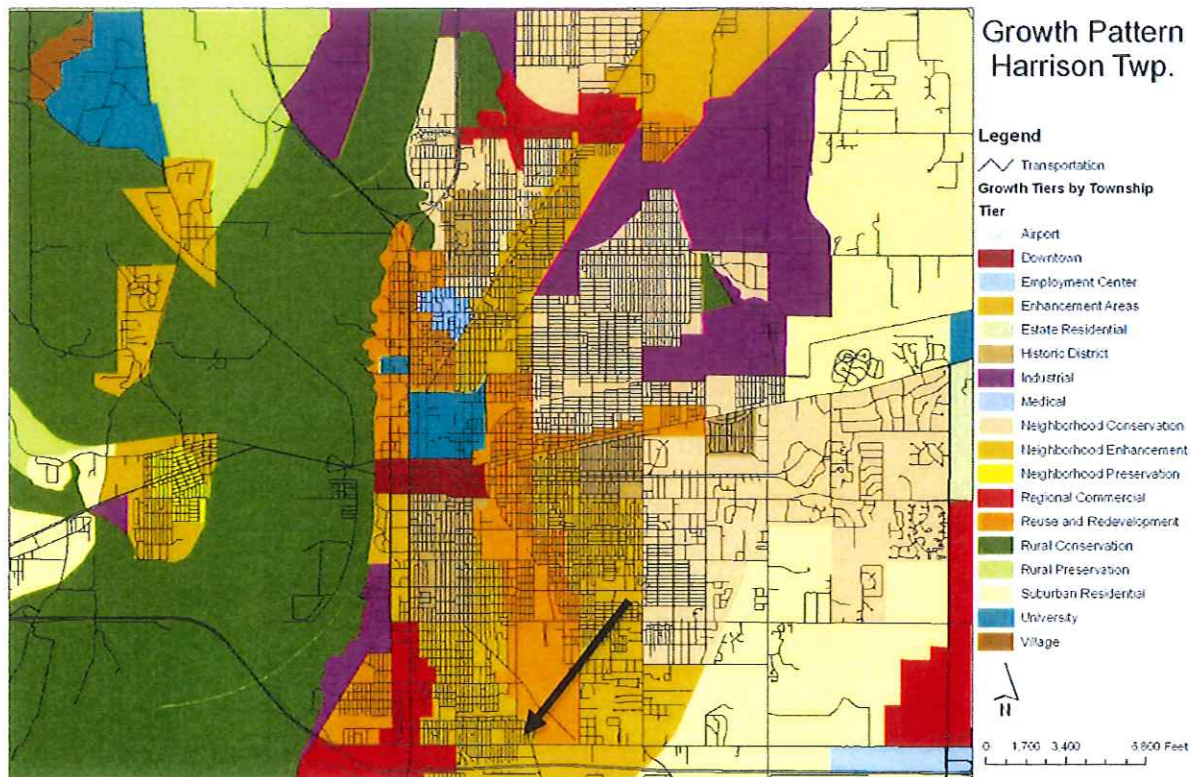 Growth Pattern
Harrison Twp.
Legend
Transportation
Growth Tiers by Township
Tier
Airport
Downtown
Employment Center
Enhancement Areas
Estate Residential
Historic District
Industrial
Medical
Neighborhood Conservation
Neighborhood Enhancement
Neighborhood Preservation
Regional Commercial
Reuse and Redevelopment
Rural Conservation
Rural Preservation
Suburban Residential
University
Village
N
0 1,700 3,400 6,800 Feet